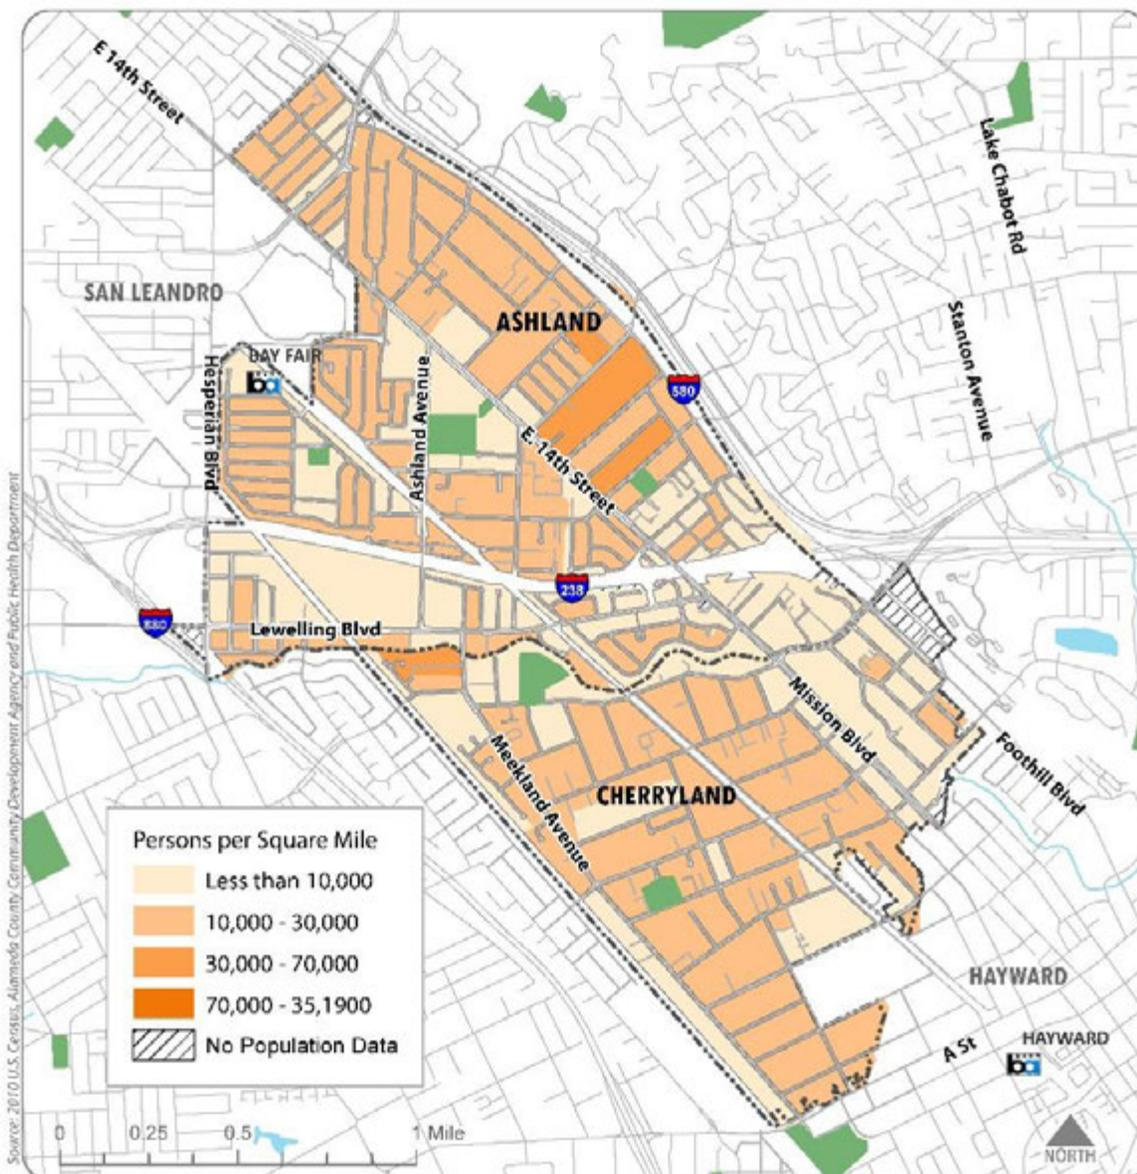 E 14th Street
Lake Chabot Rd
SAN LEANDRO
Stanton Avenue
ASHLAND
BAY FAIR
ba
Hesperian Blvd
Ashland Avenue
580
E. 14th Street
238
880
Lewelling Blvd
Mission Blvd
Foothill Blvd
Meekland Avenue
CHERRYLAND
Persons per Square Mile
Less than 10,000
10,000 - 30,000
30,000 - 70,000
70,000 - 35,1900
No Population Data
HAYWARD
A St
HAYWARD
ba
0 0.25 0.5 1 Mile
NORTH
Source: 2010 U.S. Census, Alameda County Community Development Agency and Public Health Department